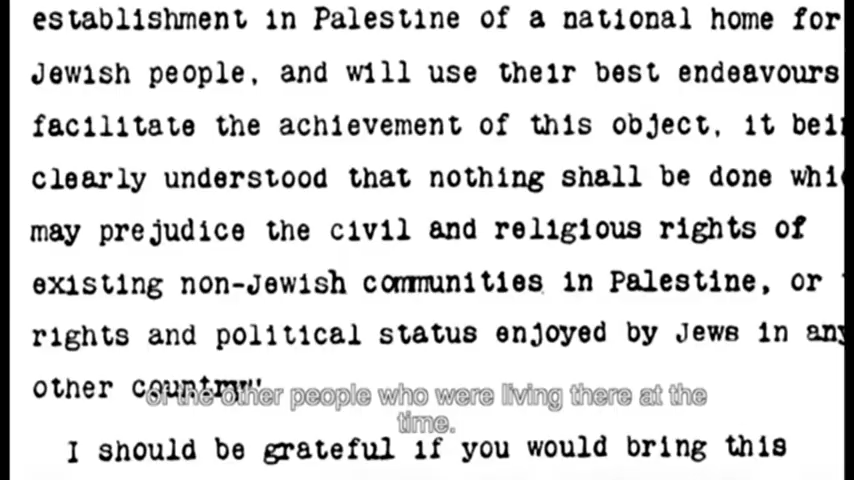 establishment in Palestine of a national home for
Jewish people, and will use their best endeavours
facilitate the achievement of this object, it
clearly understood that nothing shall be done
may prejudice the civil and religious rights of
existing non-Jewish communities in Palestine, or
rights and political status enjoyed by Jews in
other country"
of the other people who were living there at the
time.
I should be grateful if you would bring this